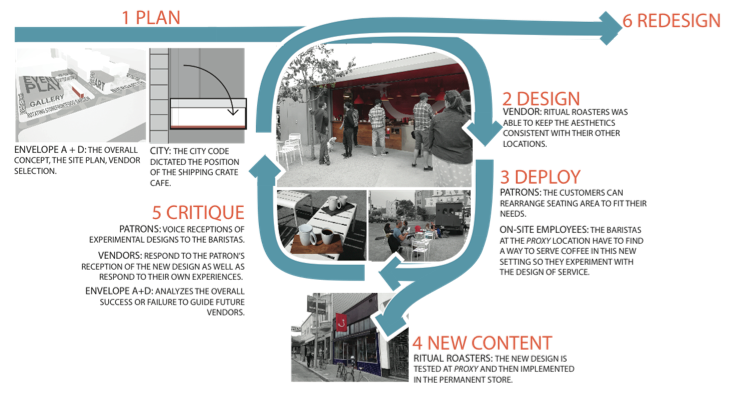 1 PLAN
6 REDESIGN
EVERY
PLAY
GALLERY
ART
ENVELOPE A + D: THE OVERALL
CONCEPT, THE SITE PLAN, VENDOR
SELECTION.
CITY: THE CITY CODE
DICTATED THE POSITION
OF THE SHIPPING CRATE
CAFE.
2 DESIGN
VENDOR: RITUAL ROASTERS WAS
ABLE TO KEEP THE AESTHETICS
CONSISTENT WITH THEIR OTHER
LOCATIONS.
3 DEPLOY
PATRONS: THE CUSTOMERS CAN
REARRANGE SEATING AREA TO FIT THEIR
NEEDS.
ON-SITE EMPLOYEES: THE BARISTAS
AT THE PROXY LOCATION HAVE TO FIND
A WAY TO SERVE COFFEE IN THIS NEW
SETTING SO THEY EXPERIMENT WITH
THE DESIGN OF SERVICE.
5 CRITIQUE
PATRONS: VOICE RECEPTIONS OF
EXPERIMENTAL DESIGNS TO THE BARISTAS.
VENDORS: RESPOND TO THE PATRON'S
RECEPTION OF THE NEW DESIGN AS WELL AS
RESPOND TO THEIR OWN EXPERIENCES.
ENVELOPE A+D: ANALYZES THE OVERALL
SUCCESS OR FAILURE TO GUIDE FUTURE
VENDORS.
4 NEW CONTENT
RITUAL ROASTERS: THE NEW DESIGN IS
TESTED AT PROXY AND THEN IMPLEMENTED
IN THE PERMANENT STORE.